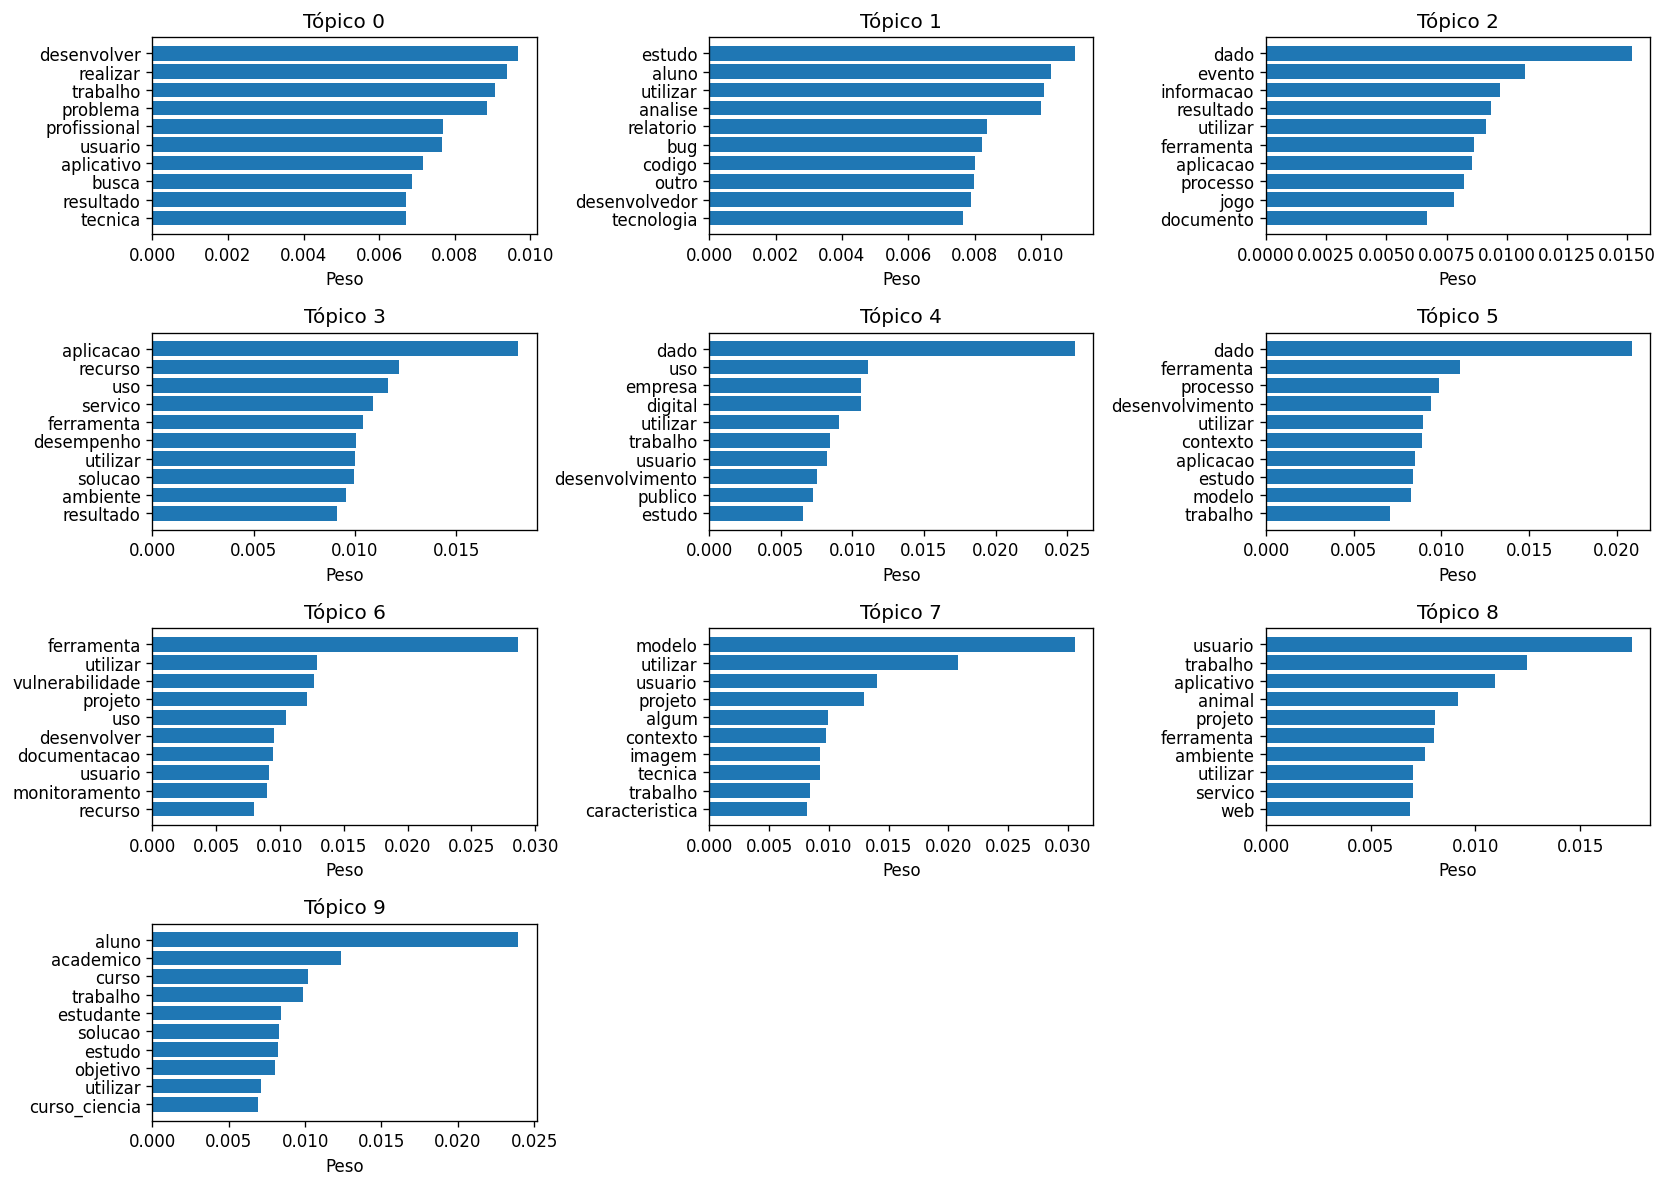 Tópico 0
desenvolver
realizar
trabalho
problema
profissional
usuario
aplicativo
busca
resultado
tecnica
0.000 0.002 0.004 0.006 0.008 0.010
Peso
Tópico 1
estudo
aluno
utilizar
analise
relatorio
bug
codigo
outro
desenvolvedor
tecnologia
0.000 0.002 0.004 0.006 0.008 0.010
Peso
Tópico 2
dado
evento
informacao
resultado
utilizar
ferramenta
aplicacao
processo
jogo
documento
0.0000 0.0025 0.0050 0.0075 0.0100 0.0125 0.0150
Peso
Tópico 3
aplicacao
recurso
uso
servico
ferramenta
desempenho
utilizar
solucao
ambiente
resultado
0.000 0.005 0.010 0.015
Peso
Tópico 4
dado
uso
empresa
digital
utilizar
trabalho
usuario
desenvolvimento
publico
estudo
0.000 0.005 0.010 0.015 0.020 0.025
Peso
Tópico 5
dado
ferramenta
processo
desenvolvimento
utilizar
contexto
aplicacao
estudo
modelo
trabalho
0.000 0.005 0.010 0.015 0.020
Peso
Tópico 6
ferramenta
utilizar
vulnerabilidade
projeto
uso
desenvolver
documentacao
usuario
monitoramento
recurso
0.000 0.005 0.010 0.015 0.020 0.025 0.030
Peso
Tópico 7
modelo
utilizar
usuario
projeto
algum
contexto
imagem
tecnica
trabalho
caracteristica
0.000 0.005 0.010 0.015 0.020 0.025 0.030
Peso
Tópico 8
usuario
trabalho
aplicativo
animal
projeto
ferramenta
ambiente
utilizar
servico
web
0.000 0.005 0.010 0.015
Peso
Tópico 9
aluno
academico
curso
trabalho
estudante
solucao
estudo
objetivo
utilizar
curso_ciencia
0.000 0.005 0.010 0.015 0.020 0.025
Peso